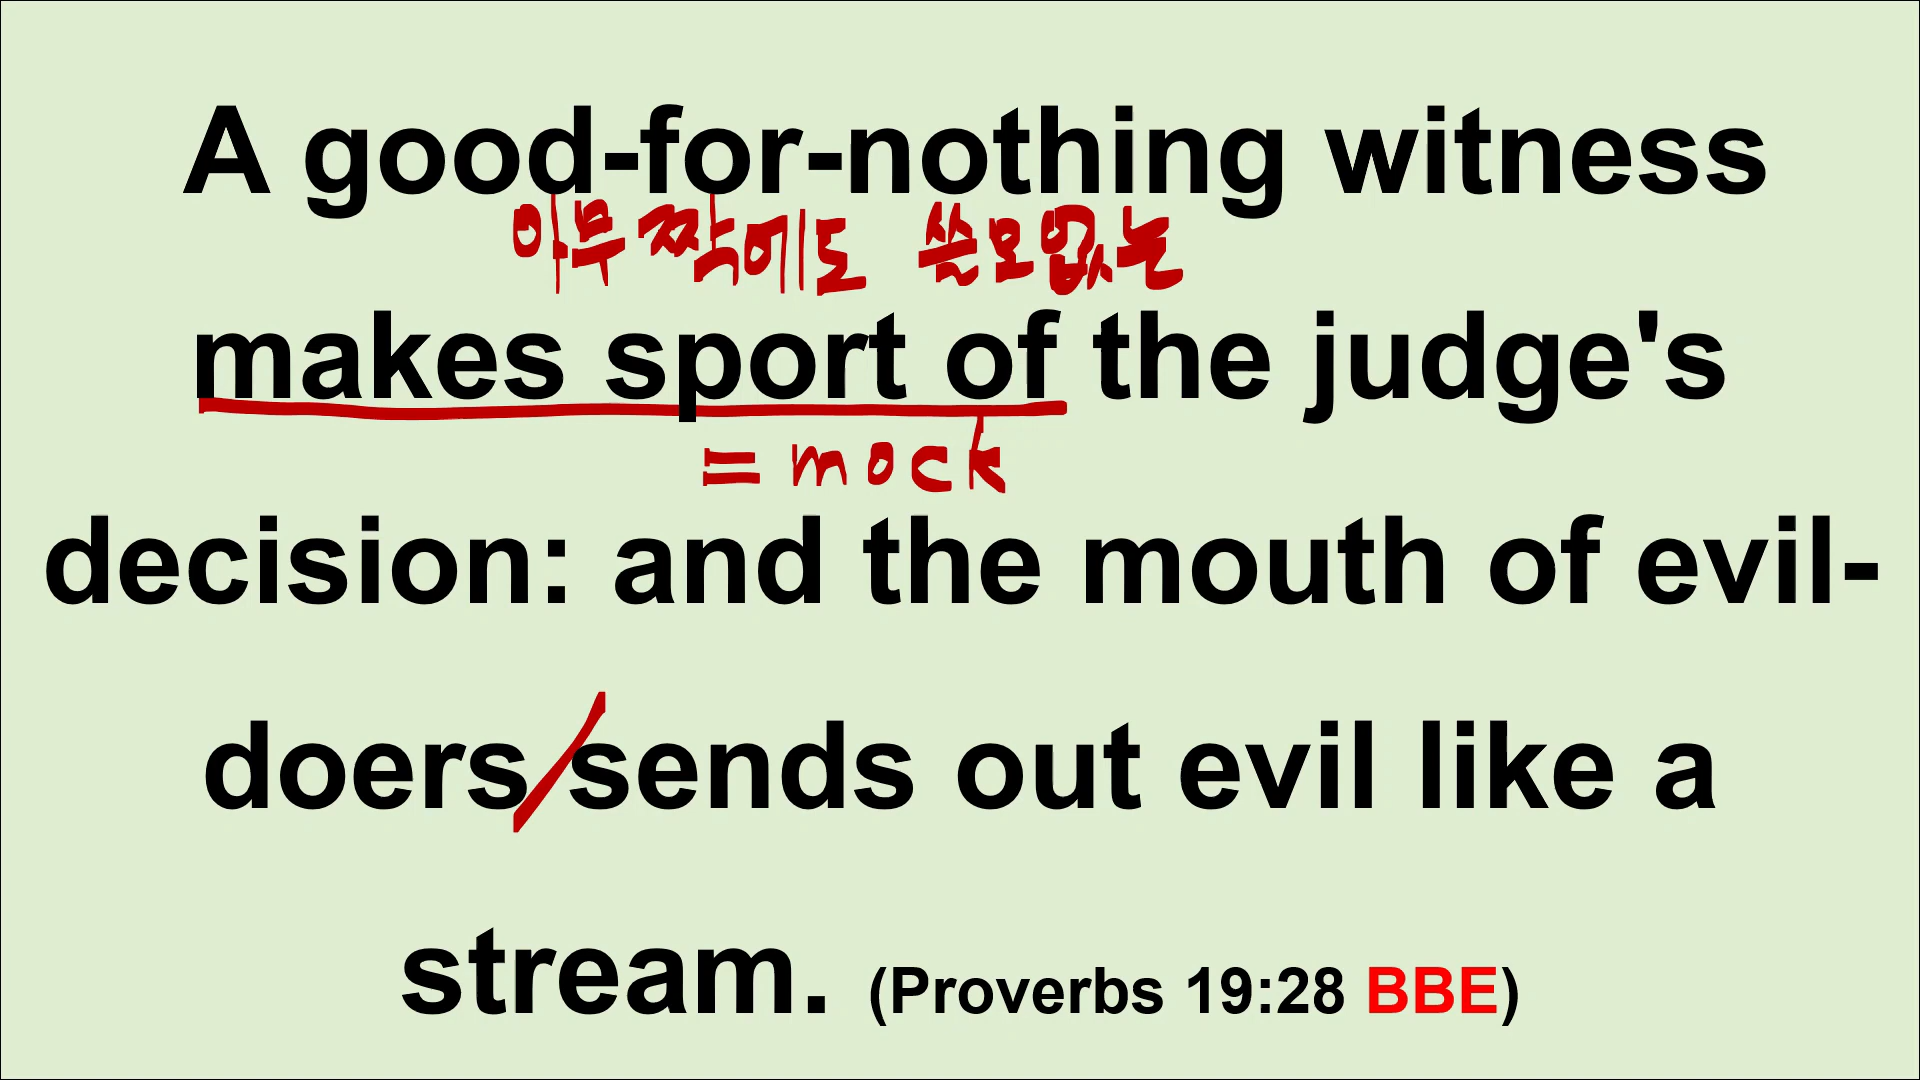 A good-for-nothing witness
아무짝에도 쓸모없는
makes sport of the judge's
= mock
decision: and the mouth of evil-
doers/sends out evil like a
stream. (Proverbs 19:28 BBE)